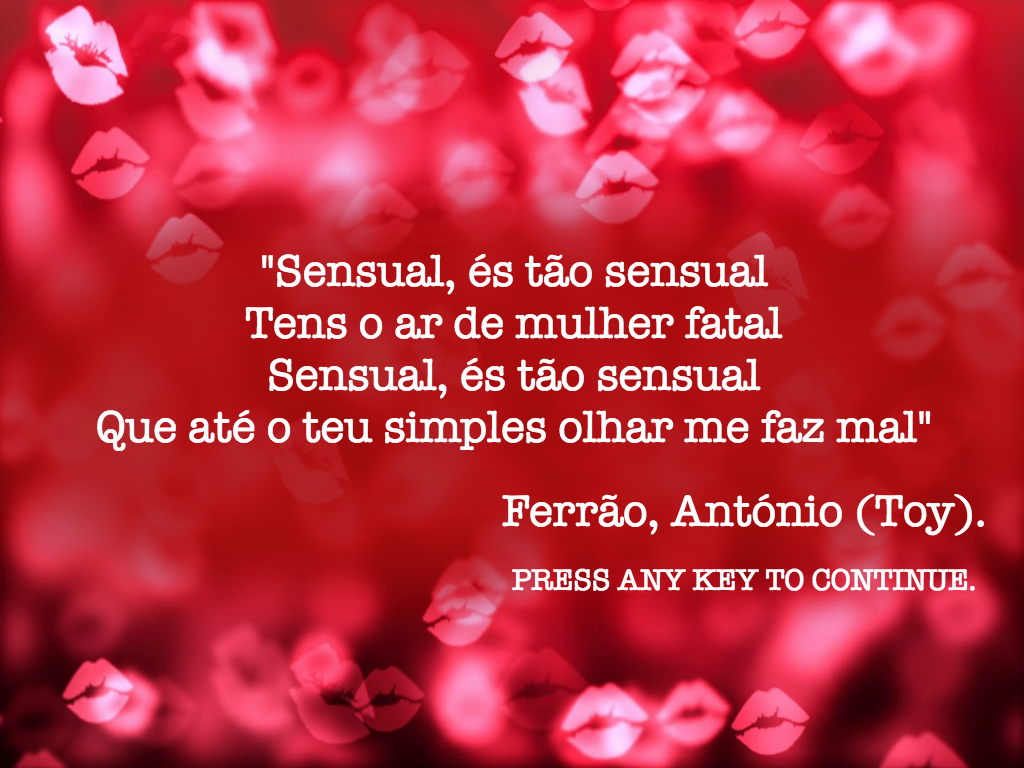 "Sensual, és tão sensual
Tens o ar de mulher fatal
Sensual, és tão sensual
Que até o teu simples olhar me faz mal"
Ferrão, António (Toy).
PRESS ANY KEY TO CONTINUE.